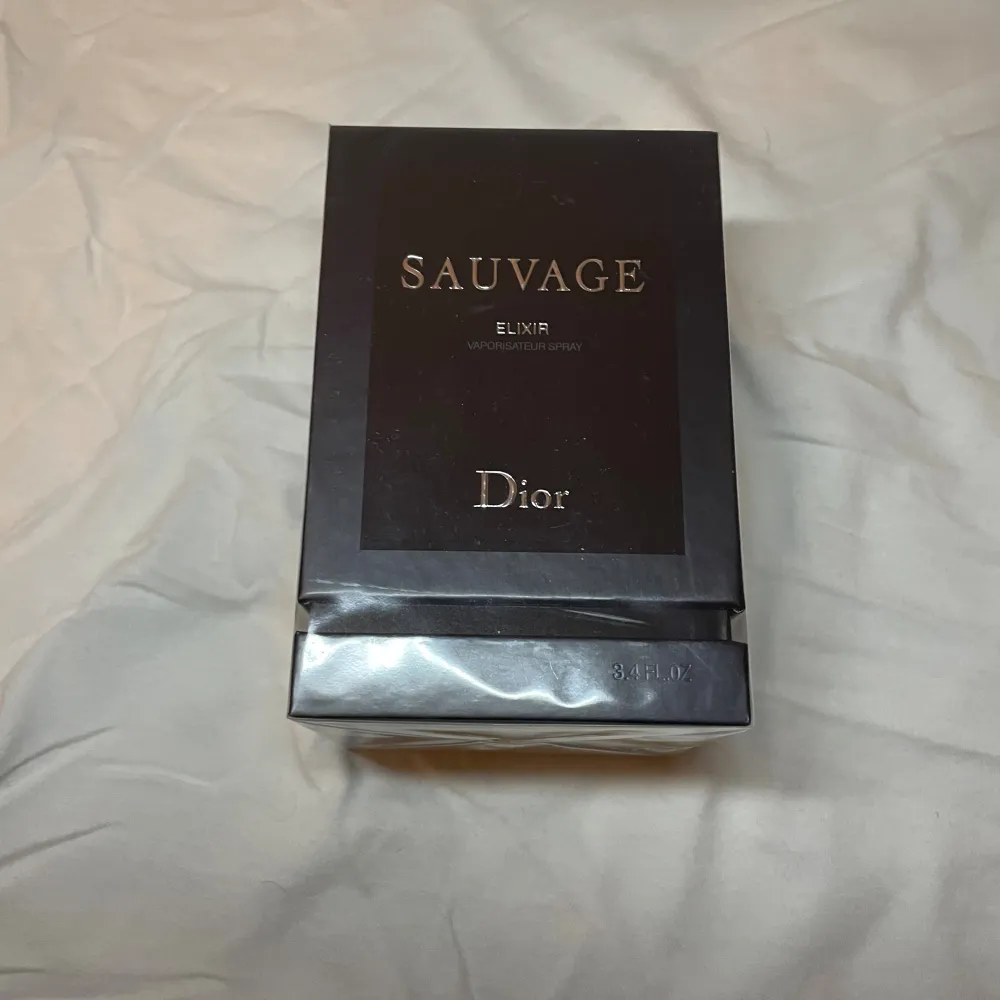 SAUVAGE
ELIXIR
VAPORISATEUR SPRAY
Dior
3.4 FL.OZ